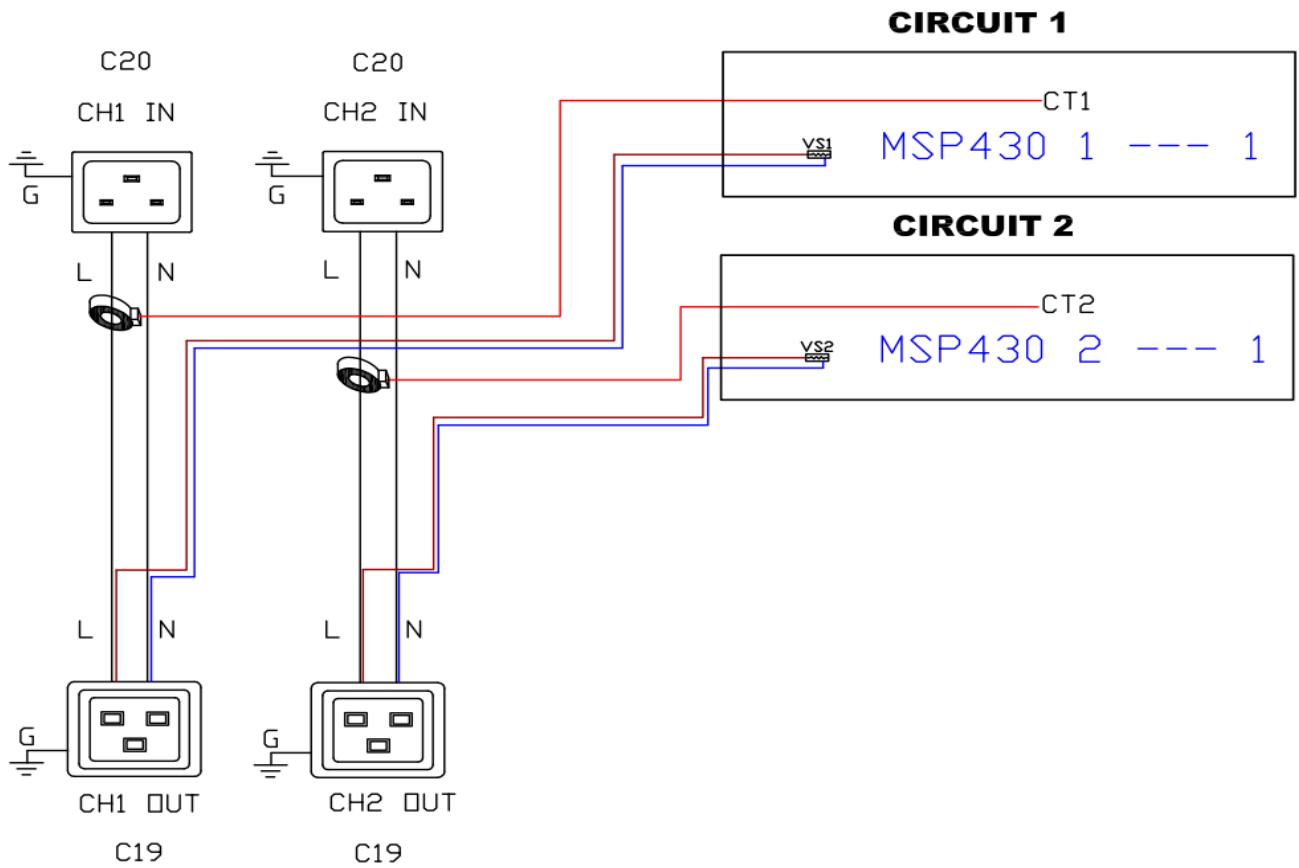 CIRCUIT 1
C20
C20
CH1 IN
CH2 IN
CT1
VS1
MSP430 1 --- 1
G
G
CIRCUIT 2
L
N
L
N
CT2
VS2
MSP430 2 --- 1
L
N
L
N
G
G
CH1 OUT
CH2 OUT
C19
C19